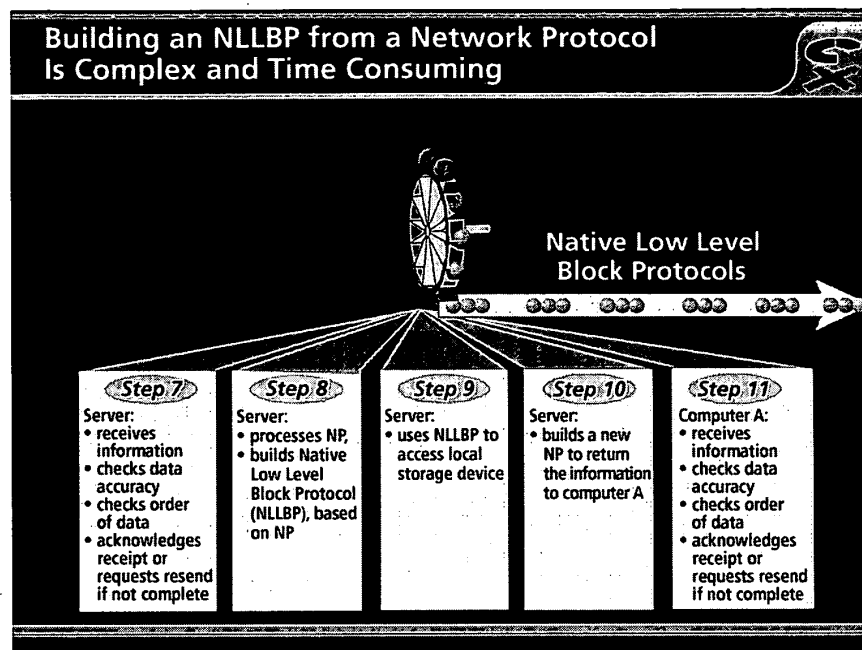 Building an NLLBP from a Network Protocol
Is Complex and Time Consuming
Native Low Level
Block Protocols
Step 7
Server:
• receives
information
• checks data
accuracy
• checks order
of data
• acknowledges
receipt or
requests resend
if not complete
Step 8
Server:
• processes NP,
• builds Native
Low Level
Block Protocol
(NLLBP), based
on NP
Step 9
Server:
• uses NLLBP to
access local
storage device
Step 10
Server:
• builds a new
NP to return
the information
to computer A
Step 11
Computer A:
• receives
information
• checks data
accuracy
• checks order
of data
• acknowledges
receipt or
requests resend
if not complete